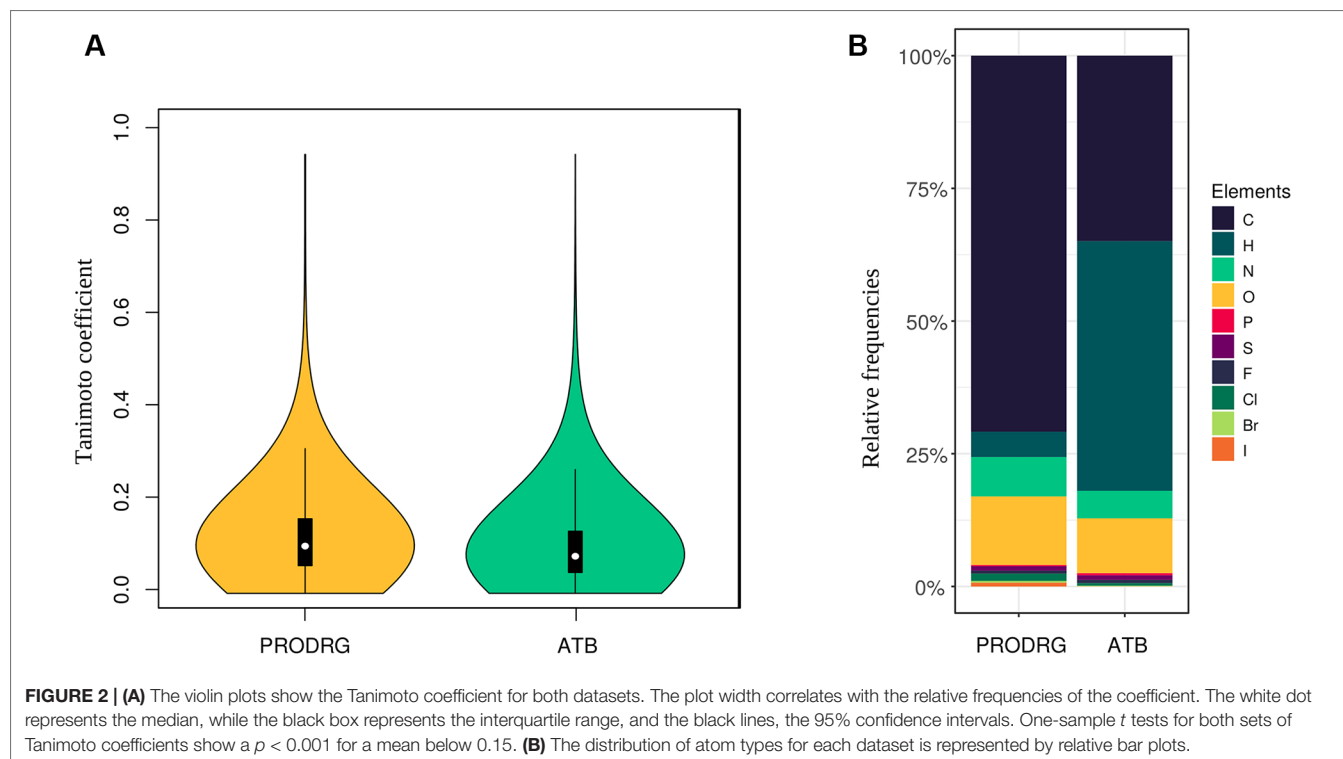 A
Tanimoto coefficient
1.0
0.8
0.6
0.4
0.2
0.0
PRODRG
ATB
B
Relative frequencies
100%
75%
50%
25%
0%
PRODRG
ATB
Elements
C
H
N
O
P
S
F
Cl
Br
I
FIGURE 2 | (A) The violin plots show the Tanimoto coefficient for both datasets. The plot width correlates with the relative frequencies of the coefficient. The white dot
represents the median, while the black box represents the interquartile range, and the black lines, the 95% confidence intervals. One-sample t tests for both sets of
Tanimoto coefficients show a p < 0.001 for a mean below 0.15. (B) The distribution of atom types for each dataset is represented by relative bar plots.